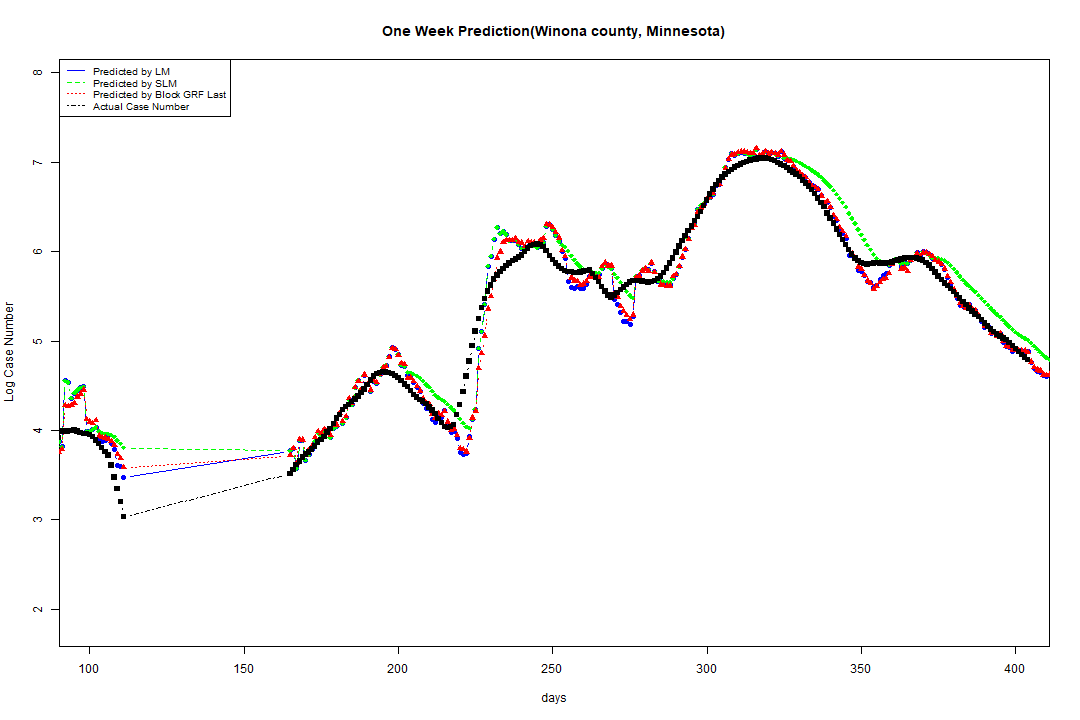 One Week Prediction(Winona county, Minnesota)
Predicted by LM
Predicted by SLM
Predicted by Block GRF Last
Actual Case Number
8
7
6
5
4
3
2
Log Case Number
100 150 200 250 300 350 400
days